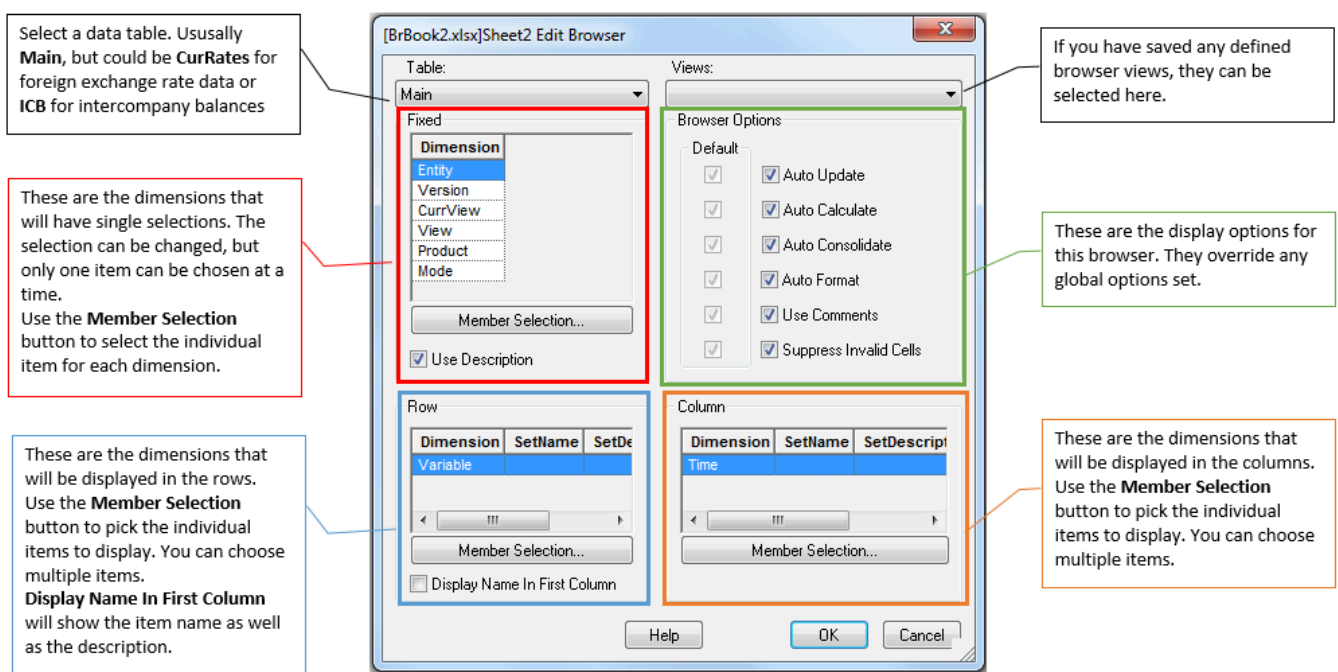 Select a data table. Ususally
Main, but could be CurRates for
foreign exchange rate data or
ICB for intercompany balances
These are the dimensions that
will have single selections. The
selection can be changed, but
only one item can be chosen at a
time.
Use the Member Selection
button to select the individual
item for each dimension.
These are the dimensions that
will be displayed in the rows.
Use the Member Selection
button to pick the individual
items to display. You can choose
multiple items.
Display Name In First Column
will show the item name as well
as the description.
[BrBook2.xlsx]Sheet2 Edit Browser
Table:
Views:
Main
Fixed
Dimension
Entity
Version
CurrView
View
Product
Mode
Member Selection...
Use Description
Browser Options
Default
Auto Update
Auto Calculate
Auto Consolidate
Auto Format
Use Comments
Suppress Invalid Cells
Row
Dimension SetName SetDe
Variable
Member Selection...
Display Name In First Column
Column
Dimension SetName SetDescript
Time
Member Selection...
Help
OK
Cancel
If you have saved any defined
browser views, they can be
selected here.
These are the display options for
this browser. They override any
global options set.
These are the dimensions that
will be displayed in the columns.
Use the Member Selection
button to pick the individual
items to display. You can choose
multiple items.